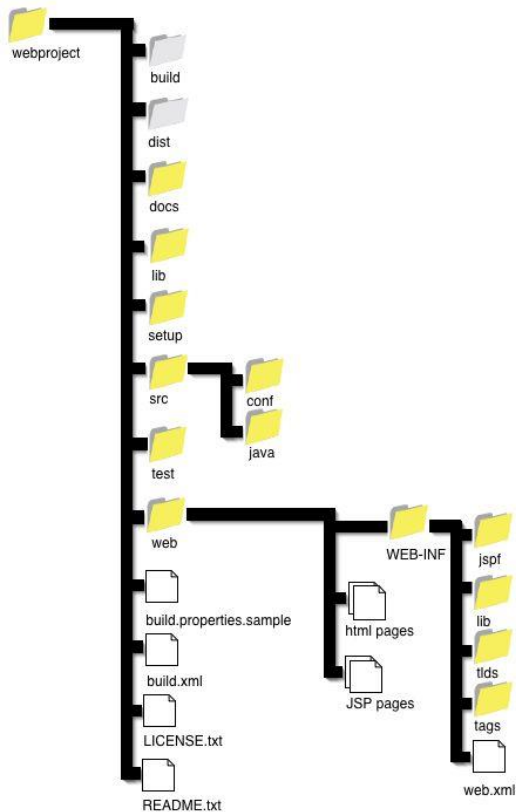 webproject
build
dist
docs
lib
setup
src
conf
java
test
web
WEB-INF
jspf
lib
tlds
tags
web.xml
html pages
JSP pages
build.properties.sample
build.xml
LICENSE.txt
README.txt